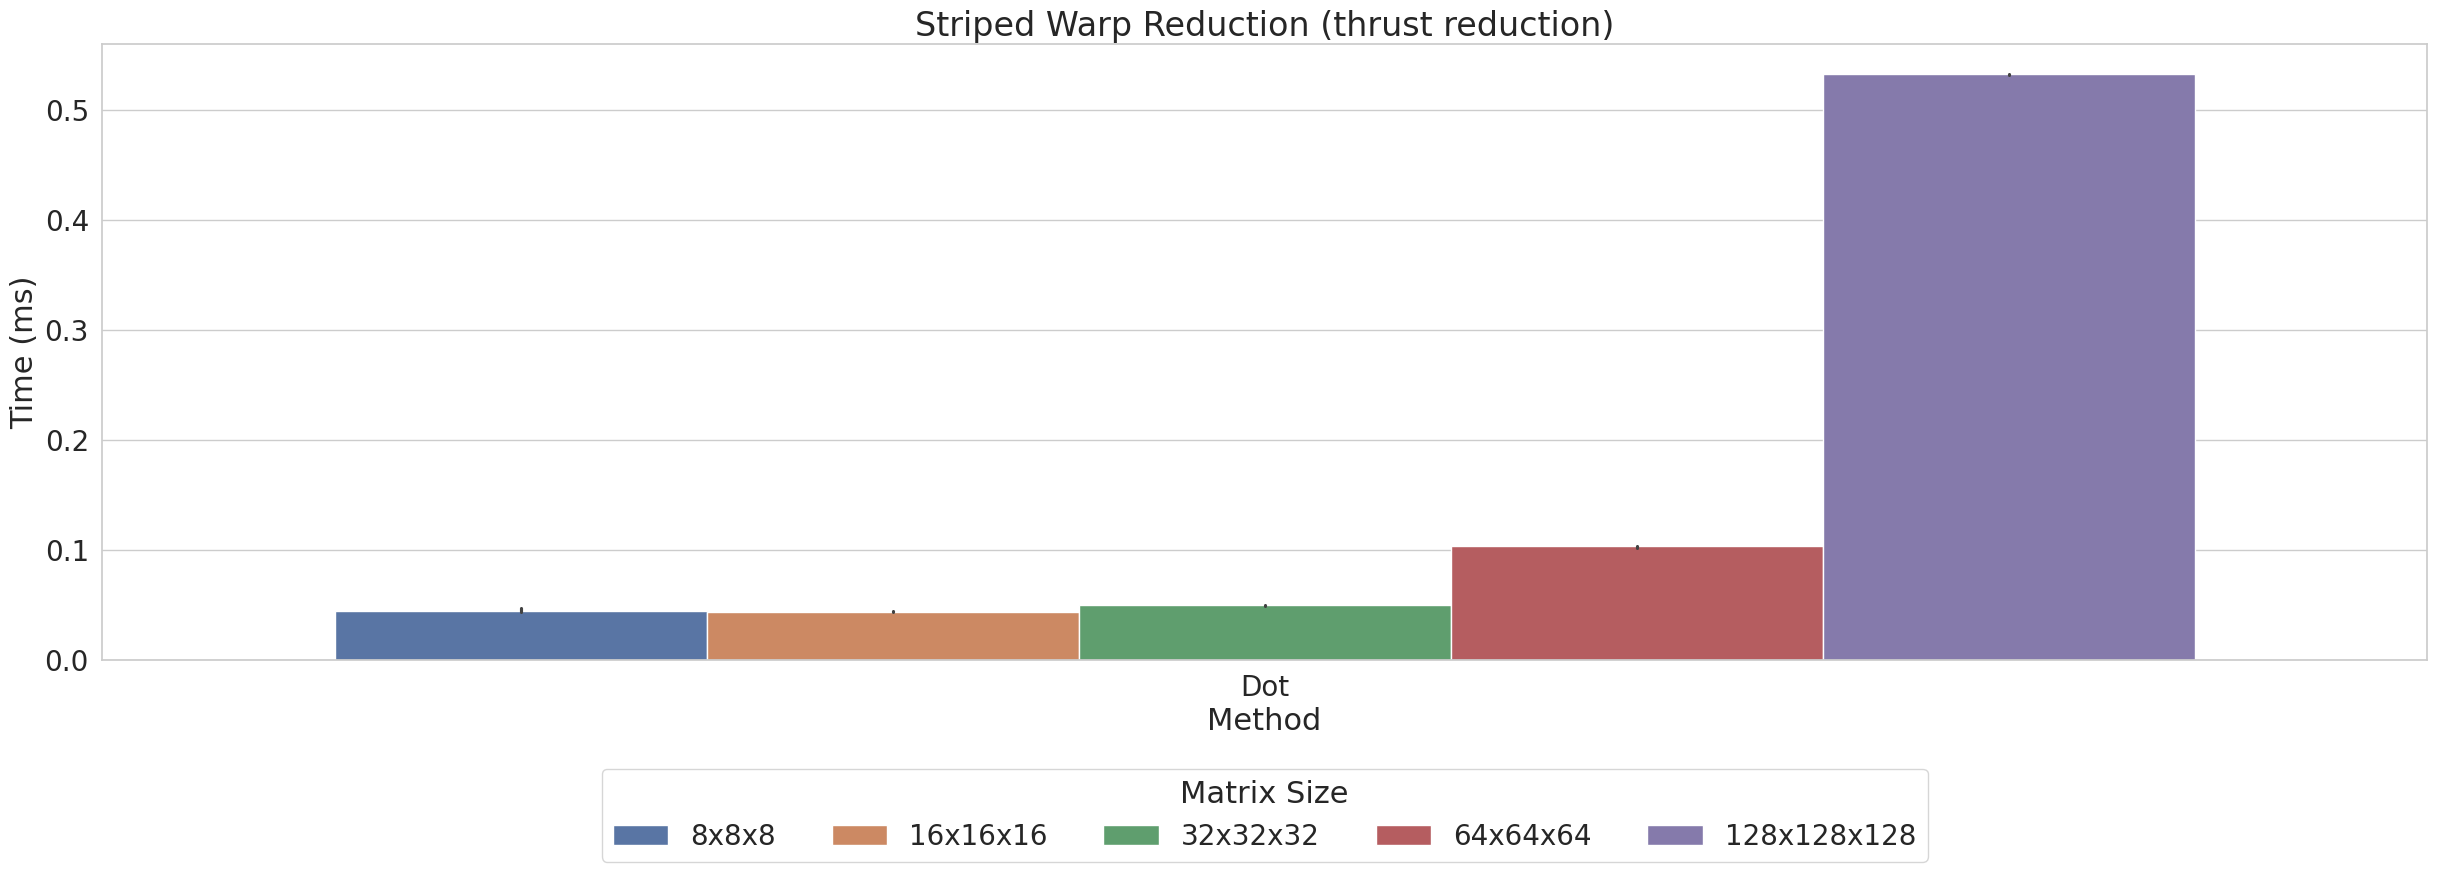 Striped Warp Reduction (thrust reduction)
Time (ms)
0.5
0.4
0.3
0.2
0.1
0.0
Dot
Method
Matrix Size
8x8x8 16x16x16 32x32x32 64x64x64 128x128x128